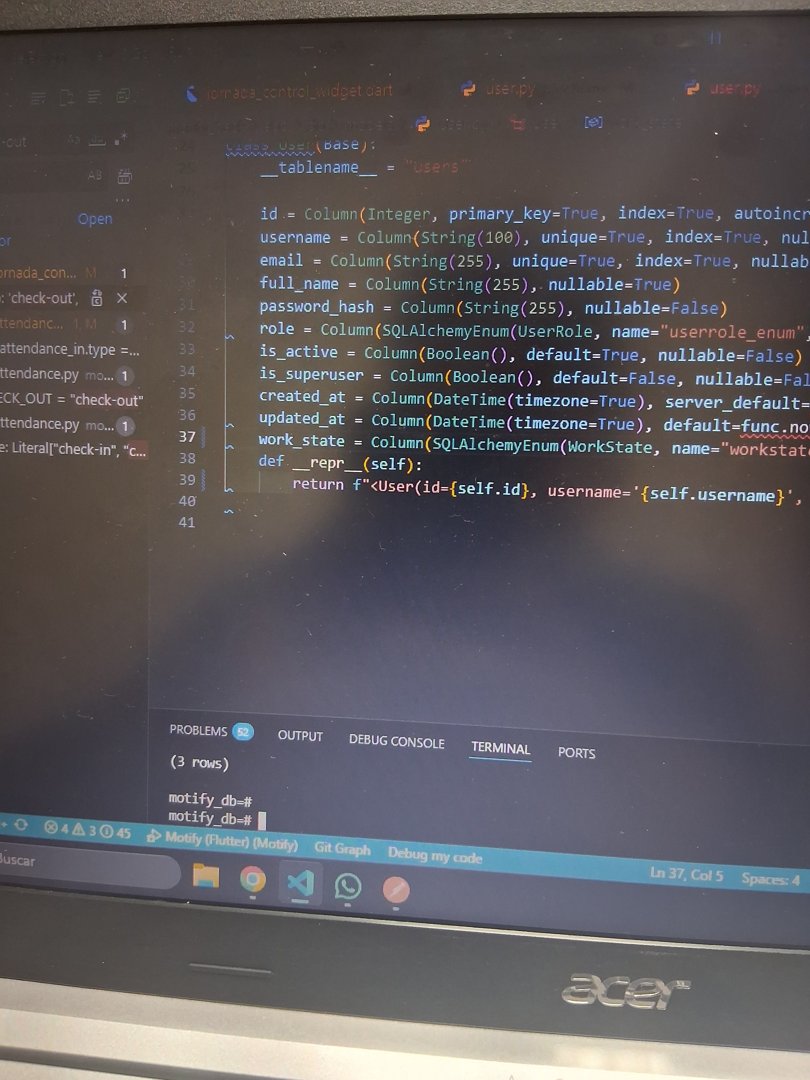 jornada_control_widget.dart user.py user.py
-out
AB
...
class User(Base):
__tablename__ = "users"
Open
id = Column(Integer, primary_key=True, index=True, autoincr
username = Column(String(100), unique=True, index=True, nul
email = Column(String(255), unique=True, index=True, nullab
full_name = Column(String(255), nullable=True)
31 password_hash = Column(String(255), nullable=False)
32 role = Column(SQLAlchemyEnum(UserRole, name="userrole_enum",
33 is_active = Column(Boolean(), default=True, nullable=False)
34 is_superuser = Column(Boolean(), default=False, nullable=Fal
35 created_at = Column(DateTime(timezone=True), server_default=
36 updated_at = Column(DateTime(timezone=True), default=func.no
37 work_state = Column(SQLAlchemyEnum(WorkState, name="workstat
38 def __repr__(self):
39 return f"<User(id={self.id}, username='{self.username}',
40
41
or
ornada_con... M 1
: 'check-out',
attendanc... 1, M 1
attendance_in.type =...
attendance.py mo... 1
ECK_OUT = "check-out"
attendance.py mo... 1
e: Literal["check-in", "c...
PROBLEMS 52 OUTPUT DEBUG CONSOLE TERMINAL PORTS
(3 rows)
motify_db=#
motify_db=#
4 3 45 Motify (Flutter) (Motify) Git Graph Debug my code Ln 37, Col 5 Spaces: 4
Buscar
acer